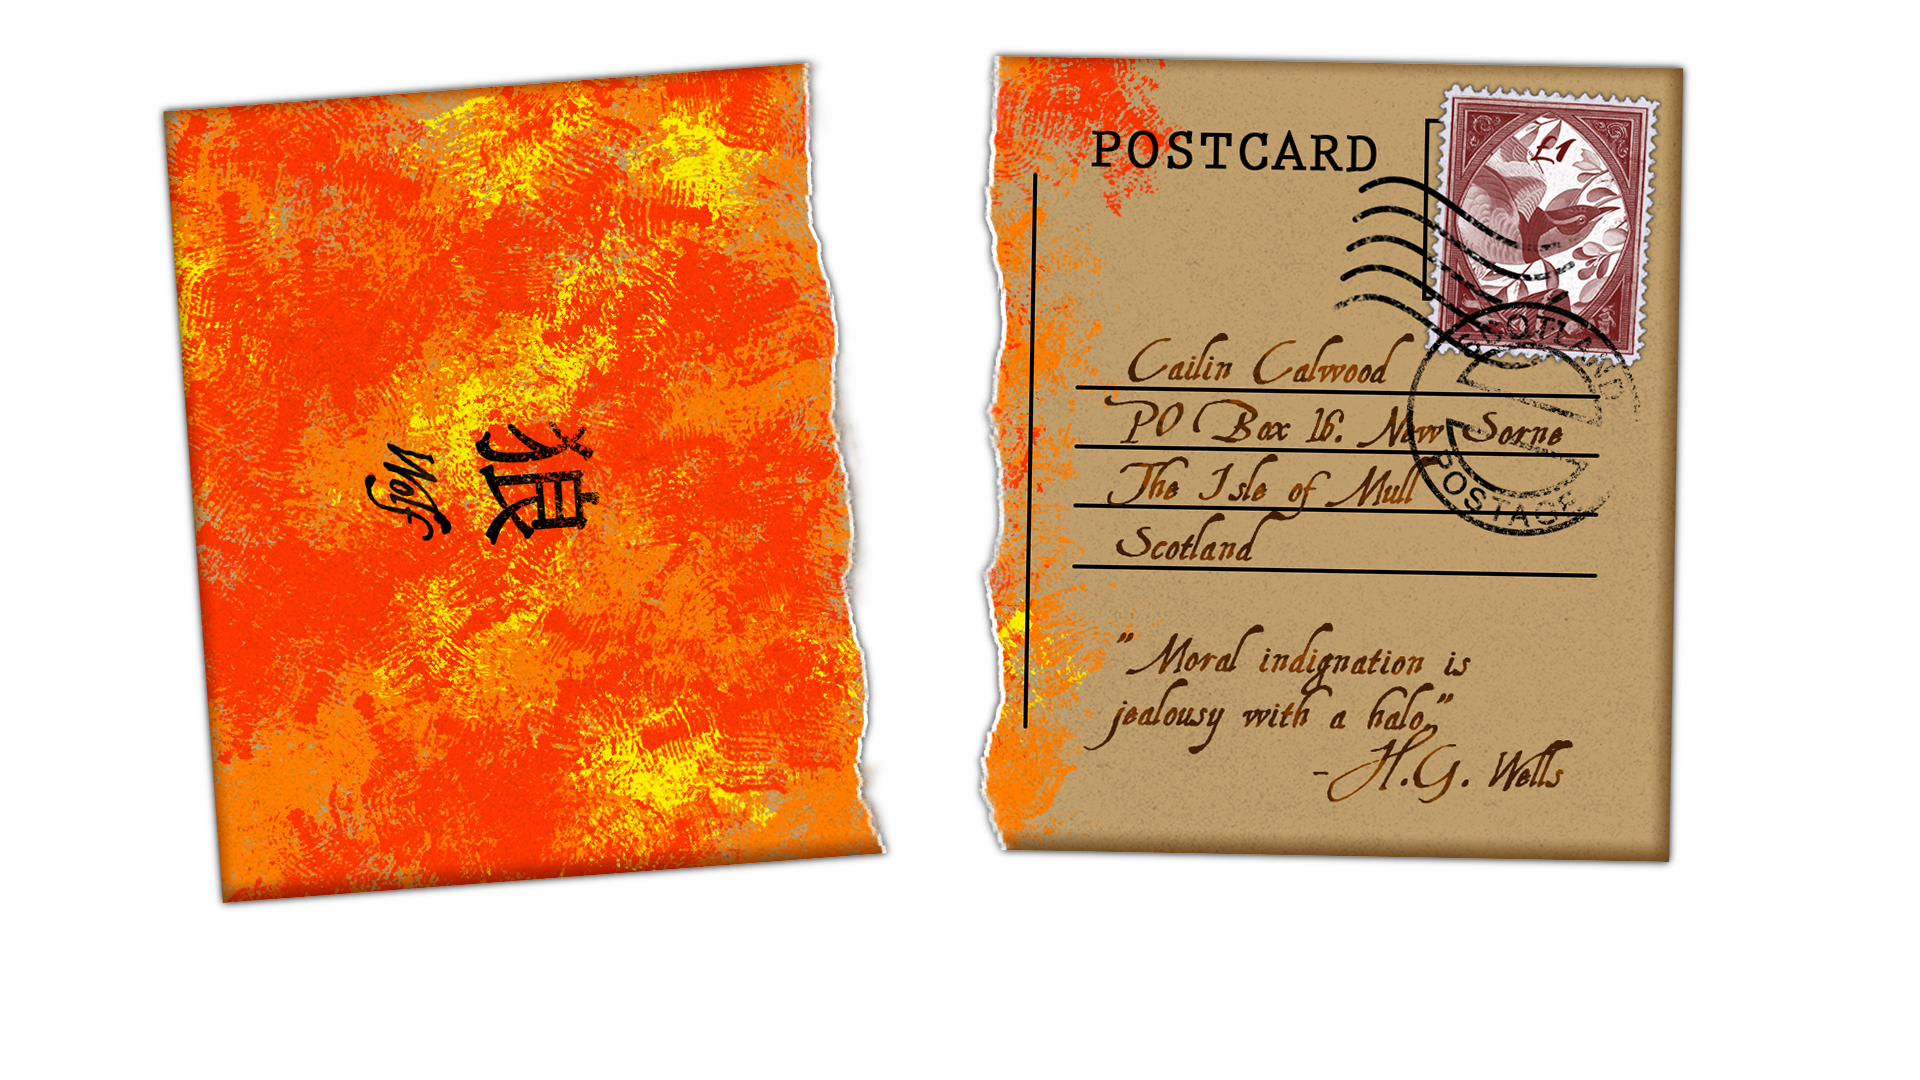 狼
Wolf
POSTCARD
£1
SCOTLAND
POSTAGE
Cailin Calwood
PO Box 16. New Sorne
The Isle of Mull
Scotland
"Moral indignation is
jealousy with a halo."
-H.G. Wells